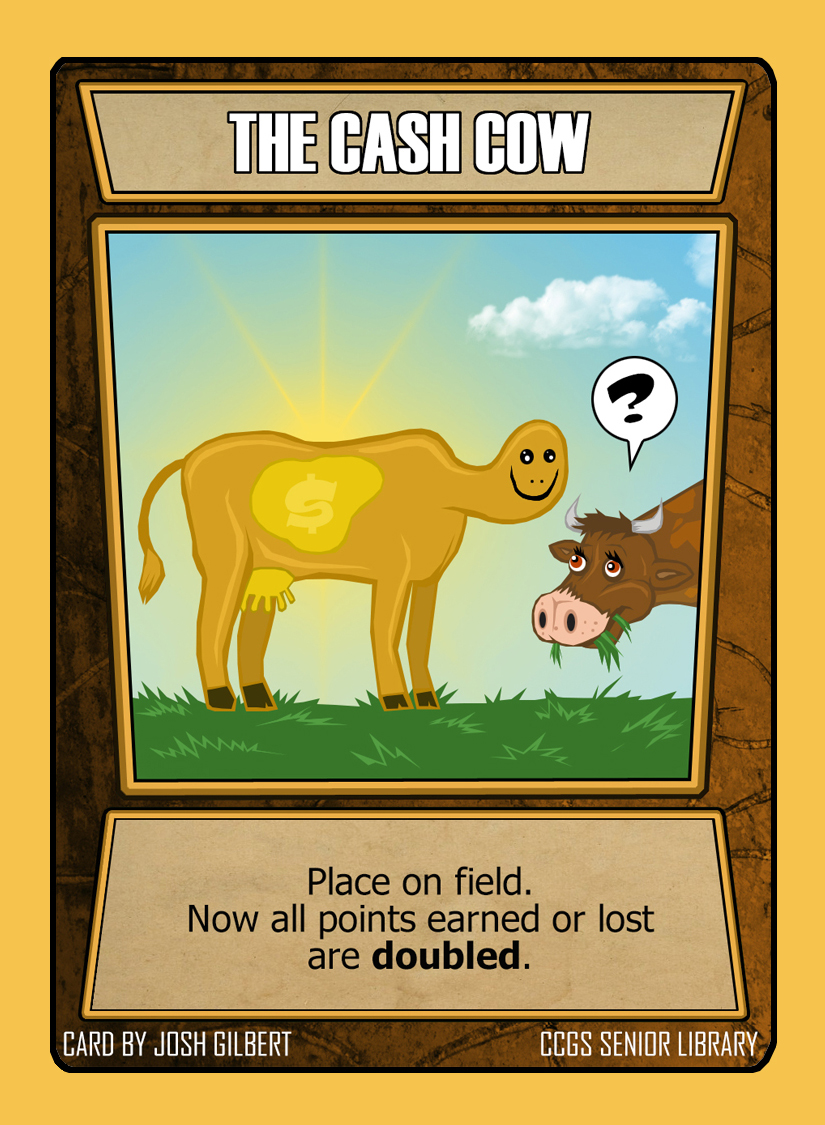 THE CASH COW
?
$
Place on field.
Now all points earned or lost
are doubled.
CARD BY JOSH GILBERT
CCGS SENIOR LIBRARY